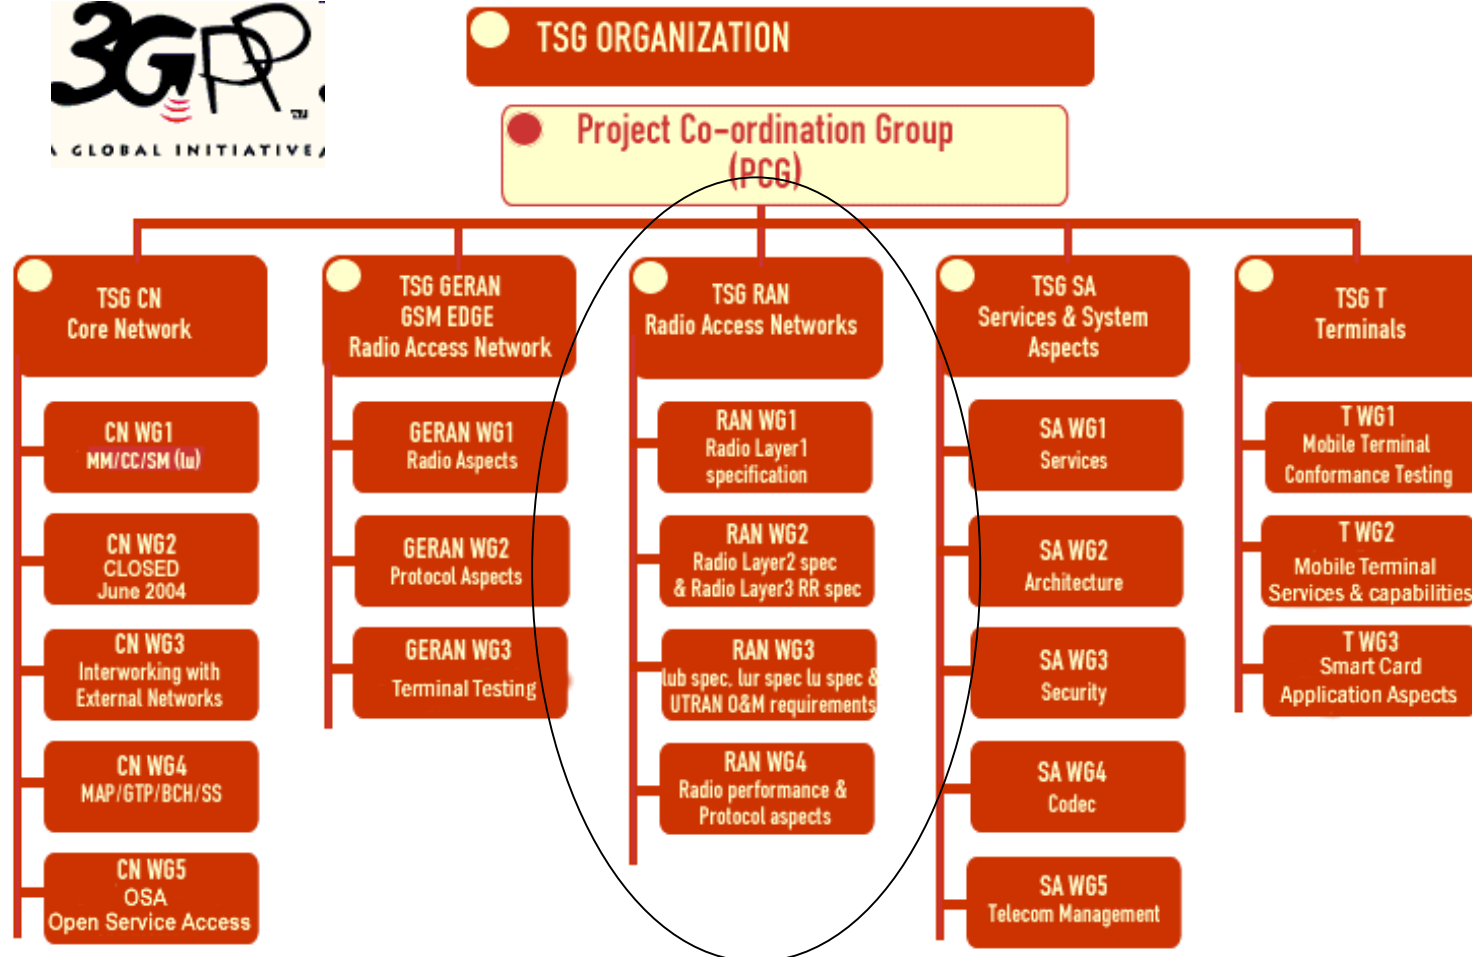 3GPP TM
A GLOBAL INITIATIVE
TSG ORGANIZATION
Project Co-ordination Group
(PCG)
TSG CN
Core Network
CN WG1
MM/CC/SM (Iu)
CN WG2
CLOSED
June 2004
CN WG3
Interworking with
External Networks
CN WG4
MAP/GTP/BCH/SS
CN WG5
OSA
Open Service Access
TSG GERAN
GSM EDGE
Radio Access Network
GERAN WG1
Radio Aspects
GERAN WG2
Protocol Aspects
GERAN WG3
Terminal Testing
TSG RAN
Radio Access Networks
RAN WG1
Radio Layer1
specification
RAN WG2
Radio Layer2 spec
& Radio Layer3 RR spec
RAN WG3
Iub spec. Iur spec Iu spec &
UTRAN O&M requirements
RAN WG4
Radio performance &
Protocol aspects
TSG SA
Services & System
Aspects
SA WG1
Services
SA WG2
Architecture
SA WG3
Security
SA WG4
Codec
SA WG5
Telecom Management
TSG T
Terminals
T WG1
Mobile Terminal
Conformance Testing
T WG2
Mobile Terminal
Services & capabilities
T WG3
Smart Card
Application Aspects